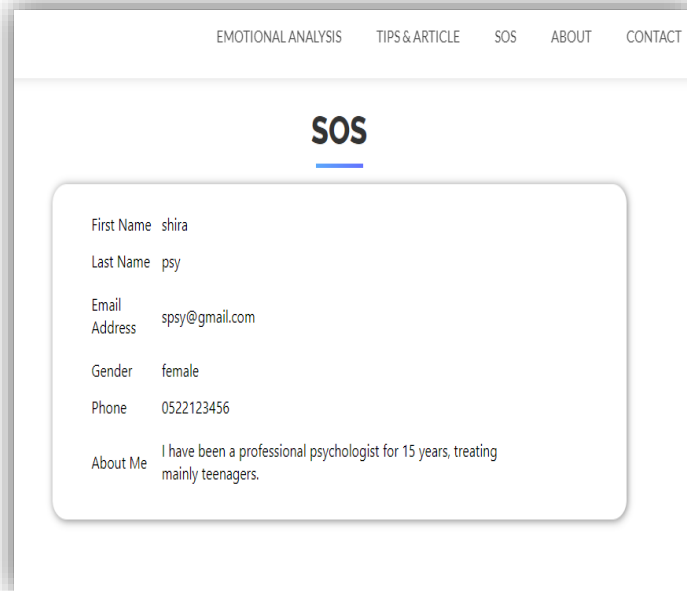 EMOTIONAL ANALYSIS TIPS & ARTICLE SOS ABOUT CONTACT
SOS
First Name shira
Last Name psy
Email
Address spsy@gmail.com
Gender female
Phone 0522123456
About Me I have been a professional psychologist for 15 years, treating
mainly teenagers.